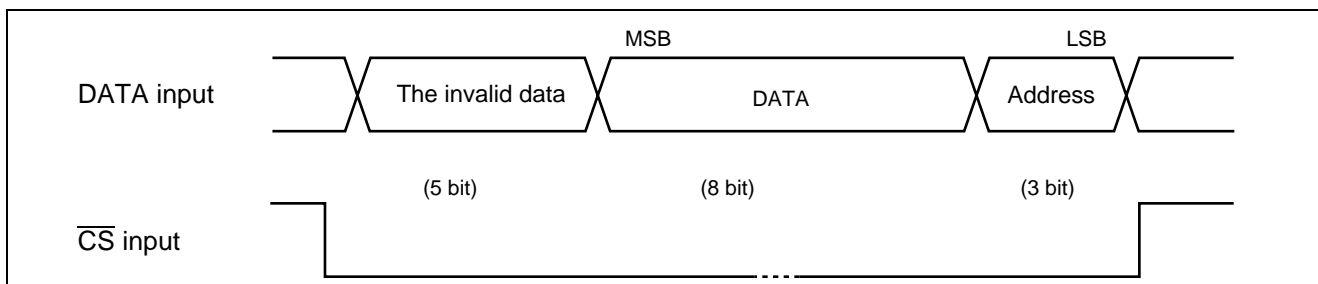 MSB LSB
DATA input The invalid data DATA Address
(5 bit) (8 bit) (3 bit)
CS input